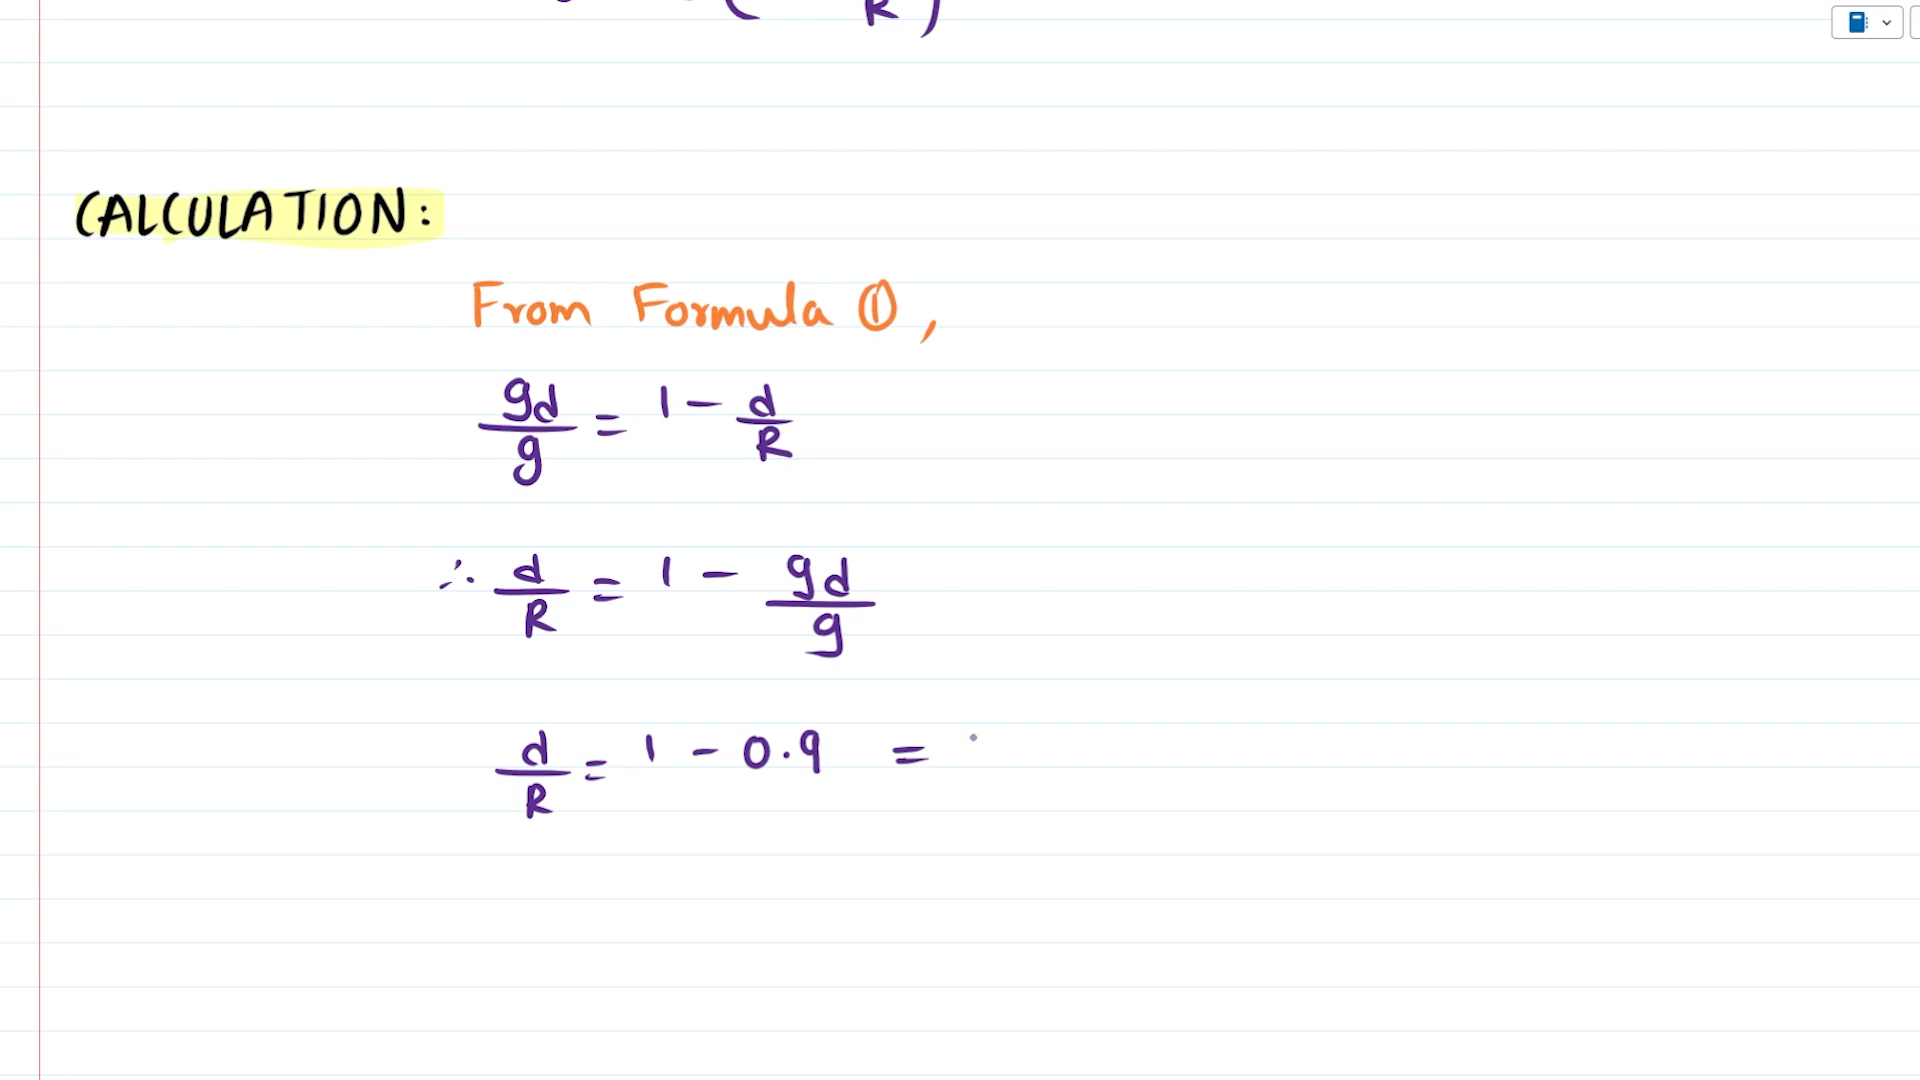 R)
CALCULATION:
From Formula ①,
gd/g = 1 - d/R
∴ d/R = 1 - gd/g
d/R = 1 - 0.9 =